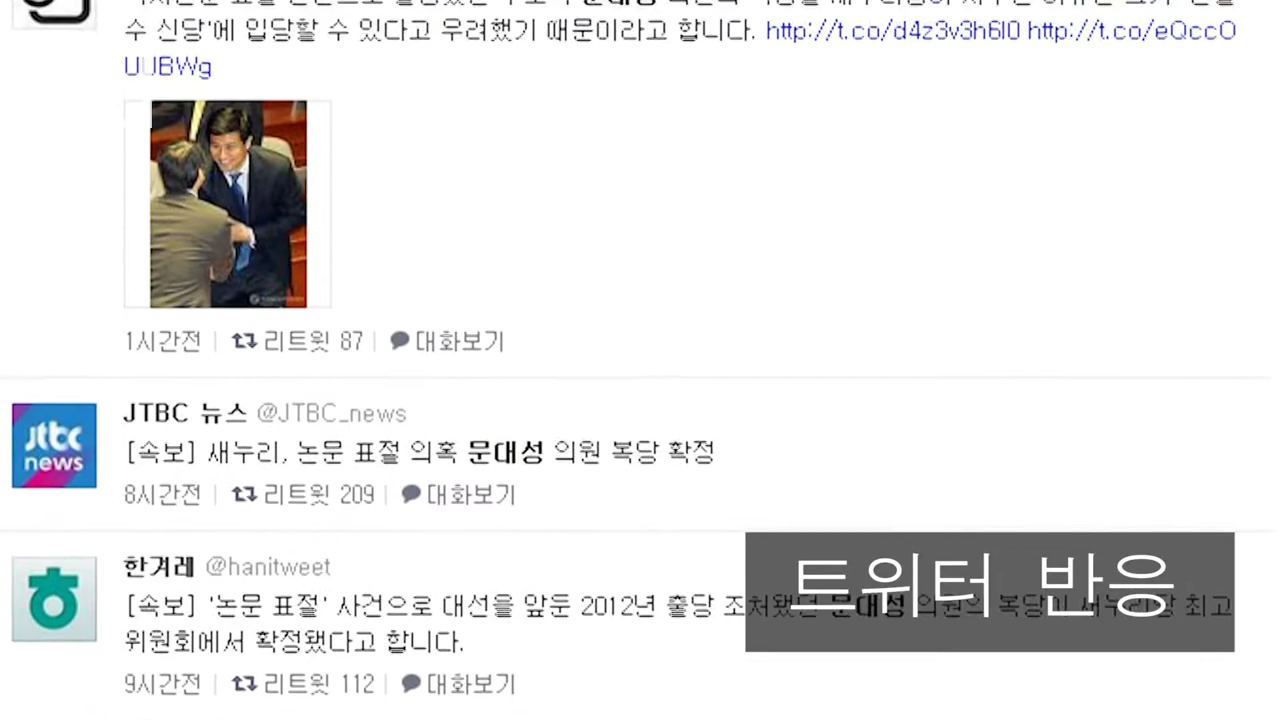 수 신당'에 입당할 수 있다고 우려했기 때문이라고 합니다. http://t.co/d4z3v3h6I0 http://t.co/eQccO
UUBWg
1시간전 리트윗 87 대화보기
JTBC 뉴스 @JTBC_news
jtbc
news
[속보] 새누리, 논문 표절 의혹 문대성 의원 복당 확정
8시간전 리트윗 209 대화보기
한겨레 @hanitweet
ㅎ
[속보] '논문 표절' 사건으로 대선을 앞둔 2012년 출당 조처됐던 문대성 의원의 복당이 새누리당 최고
위원회에서 확정됐다고 합니다.
트위터 반응
9시간전 리트윗 112 대화보기